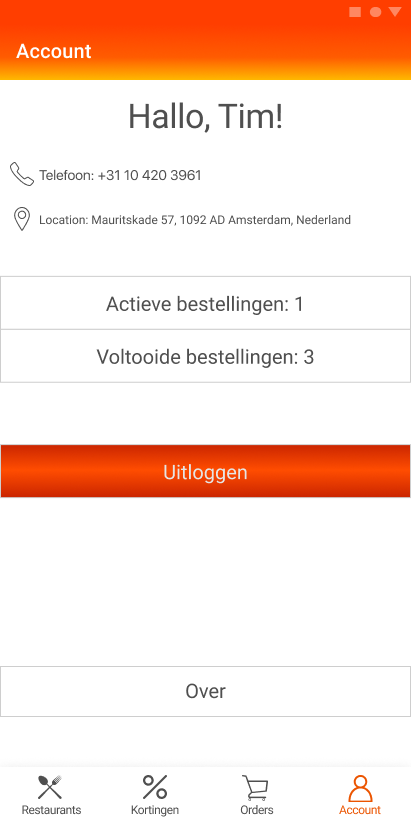 Account
Hallo, Tim!
Telefoon: +31 10 420 3961
Location: Mauritskade 57, 1092 AD Amsterdam, Nederland
Actieve bestellingen: 1
Voltooide bestellingen: 3
Uitloggen
Over
Restaurants Kortingen Orders Account